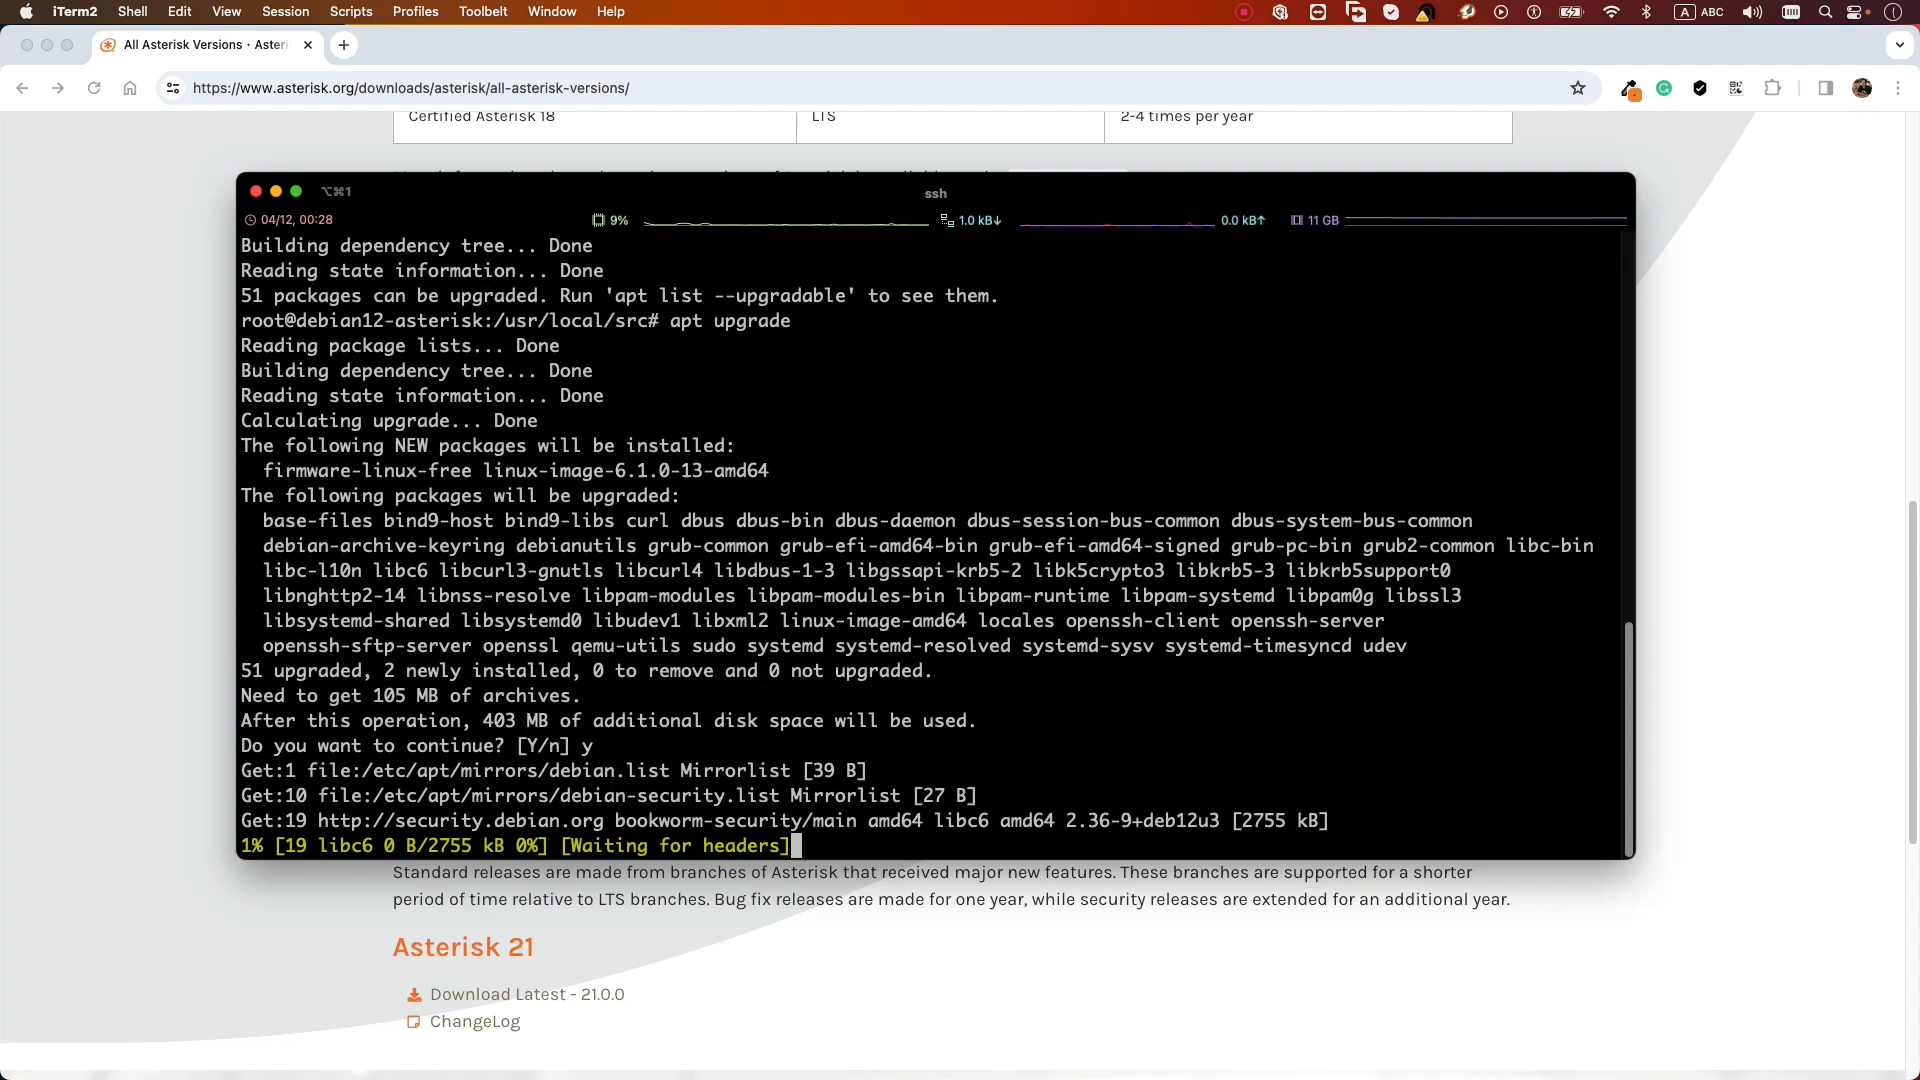 iTerm2 Shell Edit View Session Scripts Profiles Toolbelt Window Help A ABC
All Asterisk Versions · Asteri
https://www.asterisk.org/downloads/asterisk/all-asterisk-versions/
Certified Asterisk 18 LTS 2-4 times per year
⌥⌘1 ssh
04/12, 00:28 9% 1.0 kB↓ 0.0 kB↑ 11 GB
Building dependency tree... Done
Reading state information... Done
51 packages can be upgraded. Run 'apt list --upgradable' to see them.
root@debian12-asterisk:/usr/local/src# apt upgrade
Reading package lists... Done
Building dependency tree... Done
Reading state information... Done
Calculating upgrade... Done
The following NEW packages will be installed:
firmware-linux-free linux-image-6.1.0-13-amd64
The following packages will be upgraded:
base-files bind9-host bind9-libs curl dbus dbus-bin dbus-daemon dbus-session-bus-common dbus-system-bus-common
debian-archive-keyring debianutils grub-common grub-efi-amd64-bin grub-efi-amd64-signed grub-pc-bin grub2-common libc-bin
libc-l10n libc6 libcurl3-gnutls libcurl4 libdbus-1-3 libgssapi-krb5-2 libk5crypto3 libkrb5-3 libkrb5support0
libnghttp2-14 libnss-resolve libpam-modules libpam-modules-bin libpam-runtime libpam-systemd libpam0g libssl3
libsystemd-shared libsystemd0 libudev1 libxml2 linux-image-amd64 locales openssh-client openssh-server
openssh-sftp-server openssl qemu-utils sudo systemd systemd-resolved systemd-sysv systemd-timesyncd udev
51 upgraded, 2 newly installed, 0 to remove and 0 not upgraded.
Need to get 105 MB of archives.
After this operation, 403 MB of additional disk space will be used.
Do you want to continue? [Y/n] y
Get:1 file:/etc/apt/mirrors/debian.list Mirrorlist [39 B]
Get:10 file:/etc/apt/mirrors/debian-security.list Mirrorlist [27 B]
Get:19 http://security.debian.org bookworm-security/main amd64 libc6 amd64 2.36-9+deb12u3 [2755 kB]
1% [19 libc6 0 B/2755 kB 0%] [Waiting for headers]
Standard releases are made from branches of Asterisk that received major new features. These branches are supported for a shorter
period of time relative to LTS branches. Bug fix releases are made for one year, while security releases are extended for an additional year.
Asterisk 21
Download Latest - 21.0.0
ChangeLog